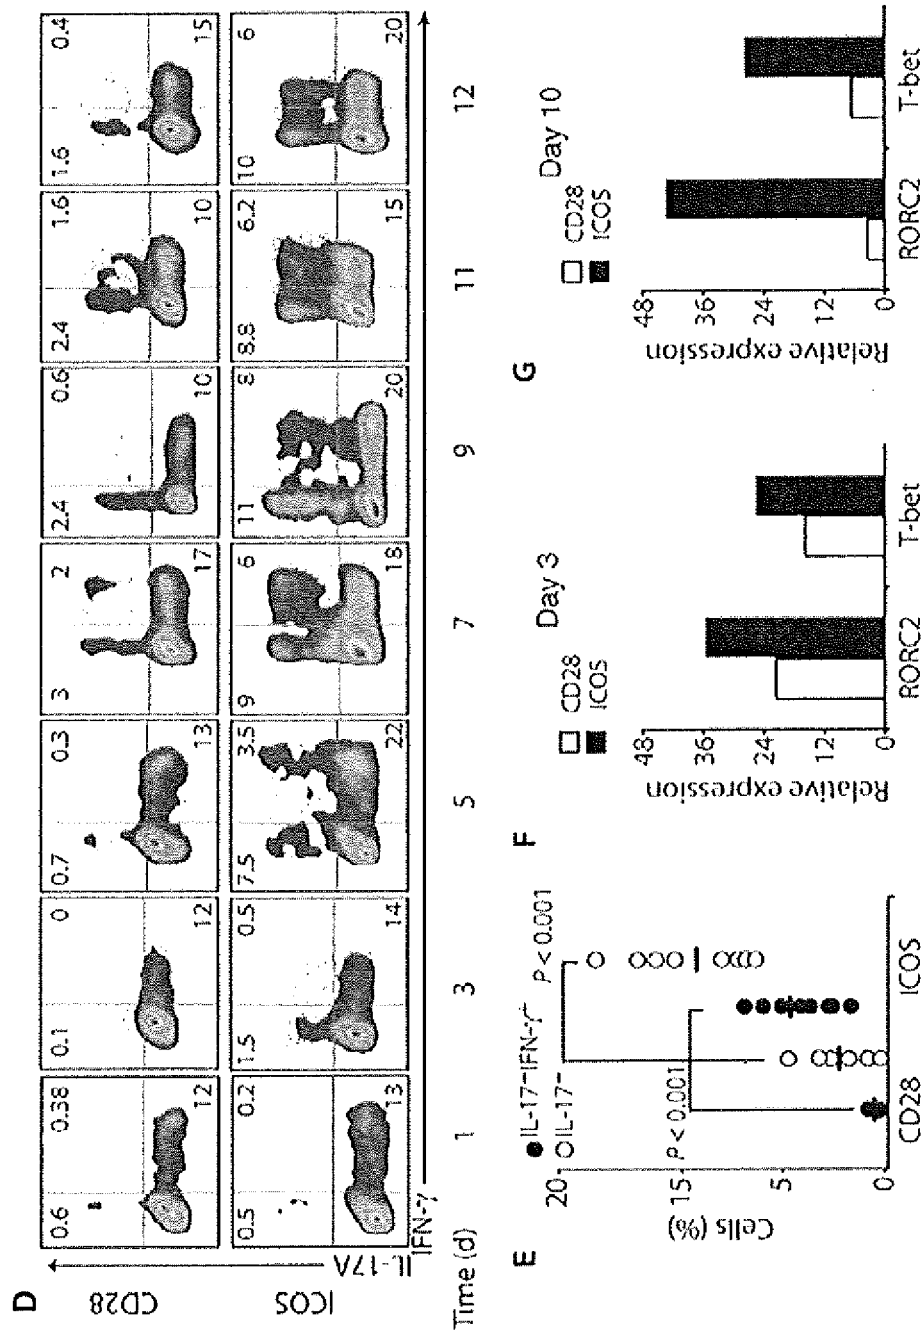 D
CD28
0.6 0.38
12
0.1 0
12
0.7 0.3
13
3 2
17
2.4 0.6
10
2.4 1.6
10
1.6 0.4
15
ICOS
0.5 0.2
13
1.5 0.5
14
7.5 3.5
22
9 6
18
11 8
20
8.8 6.2
15
10 6
20
IL-17A
IFN-γ
Time (d) 1 3 5 7 9 11 12
E
Cells (%)
20
15
5
0
IL-17⁻IFN-γ⁻
IL-17⁻
P < 0.001
P < 0.001
CD28 ICOS
F
Day 3
CD28
ICOS
Relative expression
48
36
24
12
0
RORC2 T-bet
G
Day 10
CD28
ICOS
Relative expression
48
36
24
12
0
RORC2 T-bet